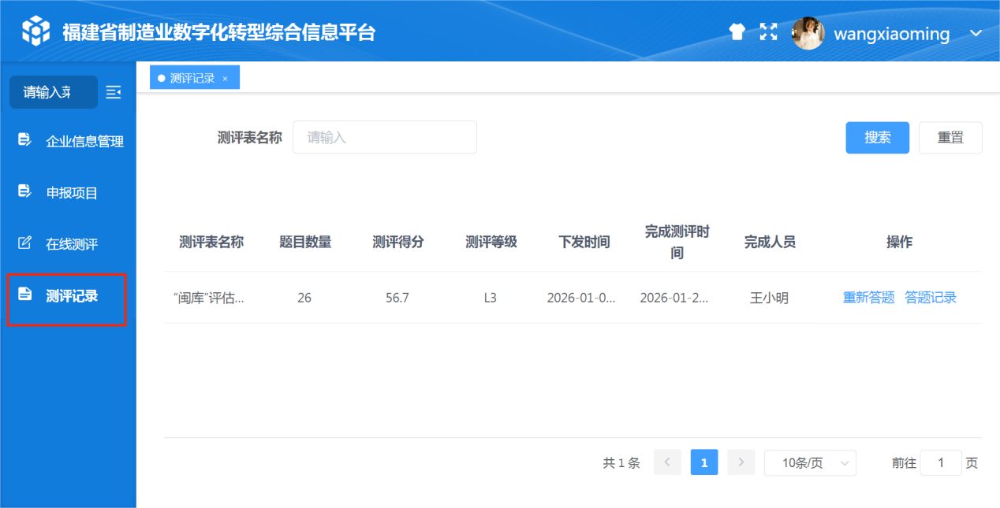 福建省制造业数字化转型综合信息平台
wangxiaoming
请输入菜
测评记录 ×
企业信息管理
申报项目
在线测评
测评记录
测评表名称 请输入 搜索 重置
测评表名称 题目数量 测评得分 测评等级 下发时间 完成测评时间 完成人员 操作
“闽库”评估... 26 56.7 L3 2026-01-0... 2026-01-2... 王小明 重新答题 答题记录
共 1 条 1 10条/页 前往 1 页